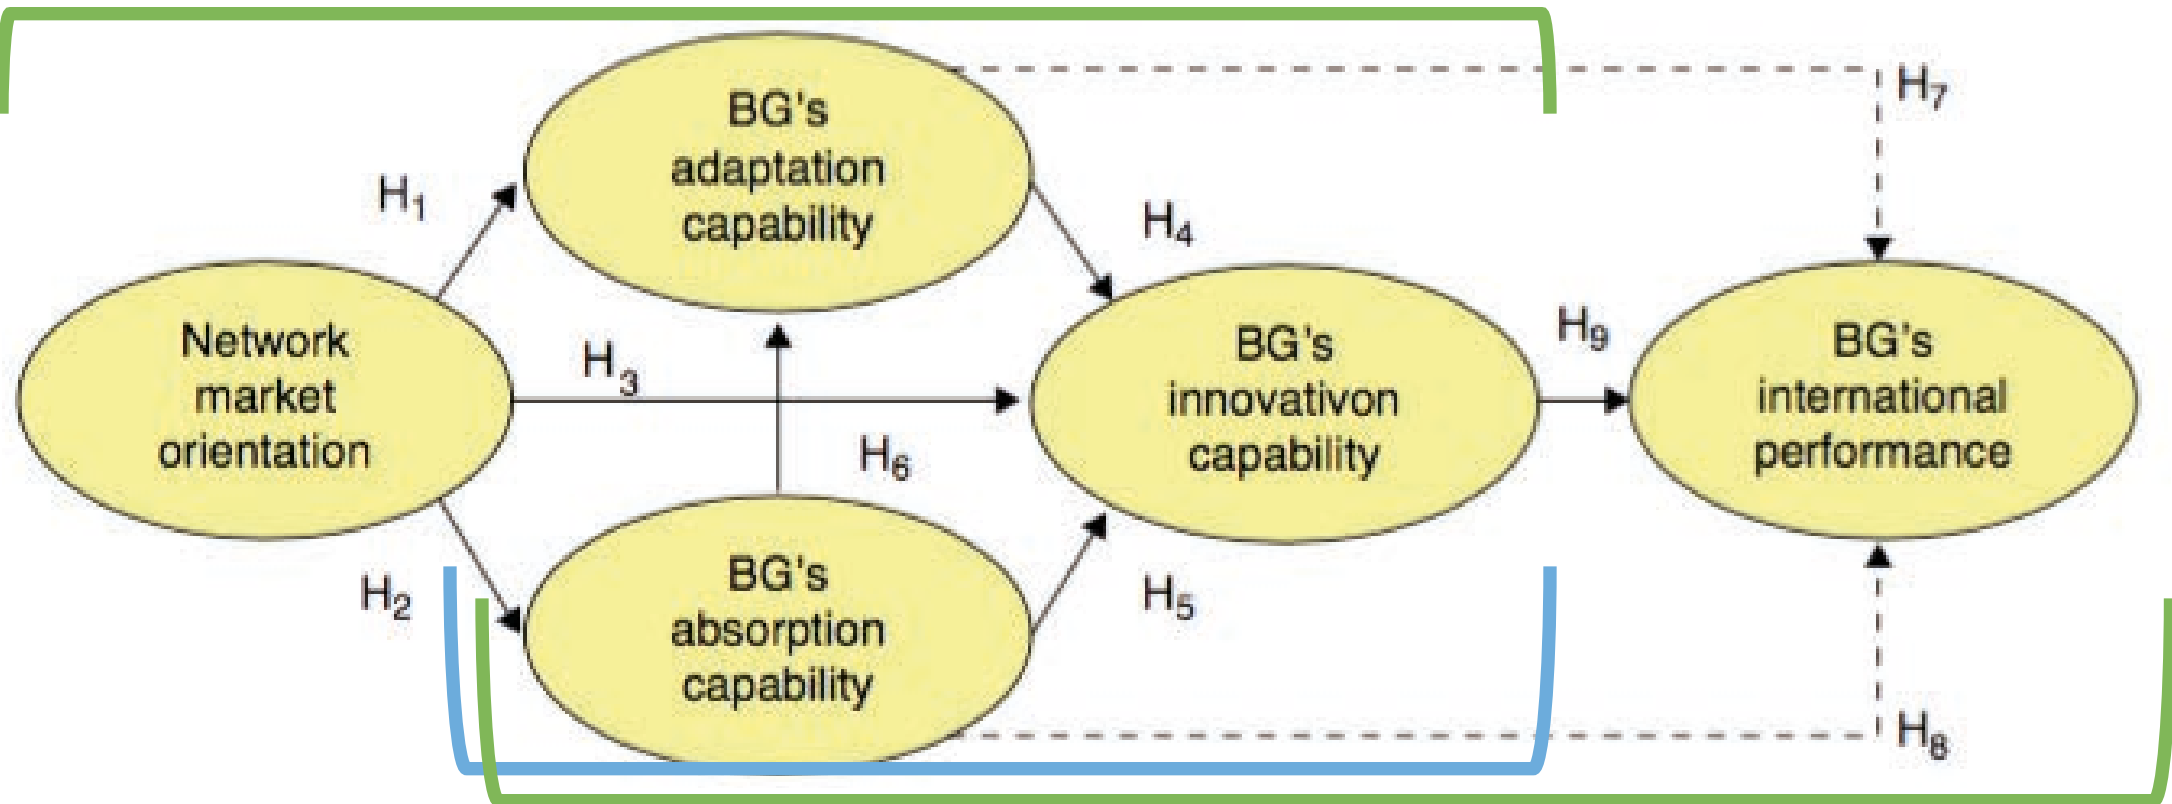 BG's
adaptation
capability
H7
H1
H4
Network
market
orientation
H3
BG's
innovativon
capability
H9
BG's
international
performance
H6
H2
BG's
absorption
capability
H5
H8